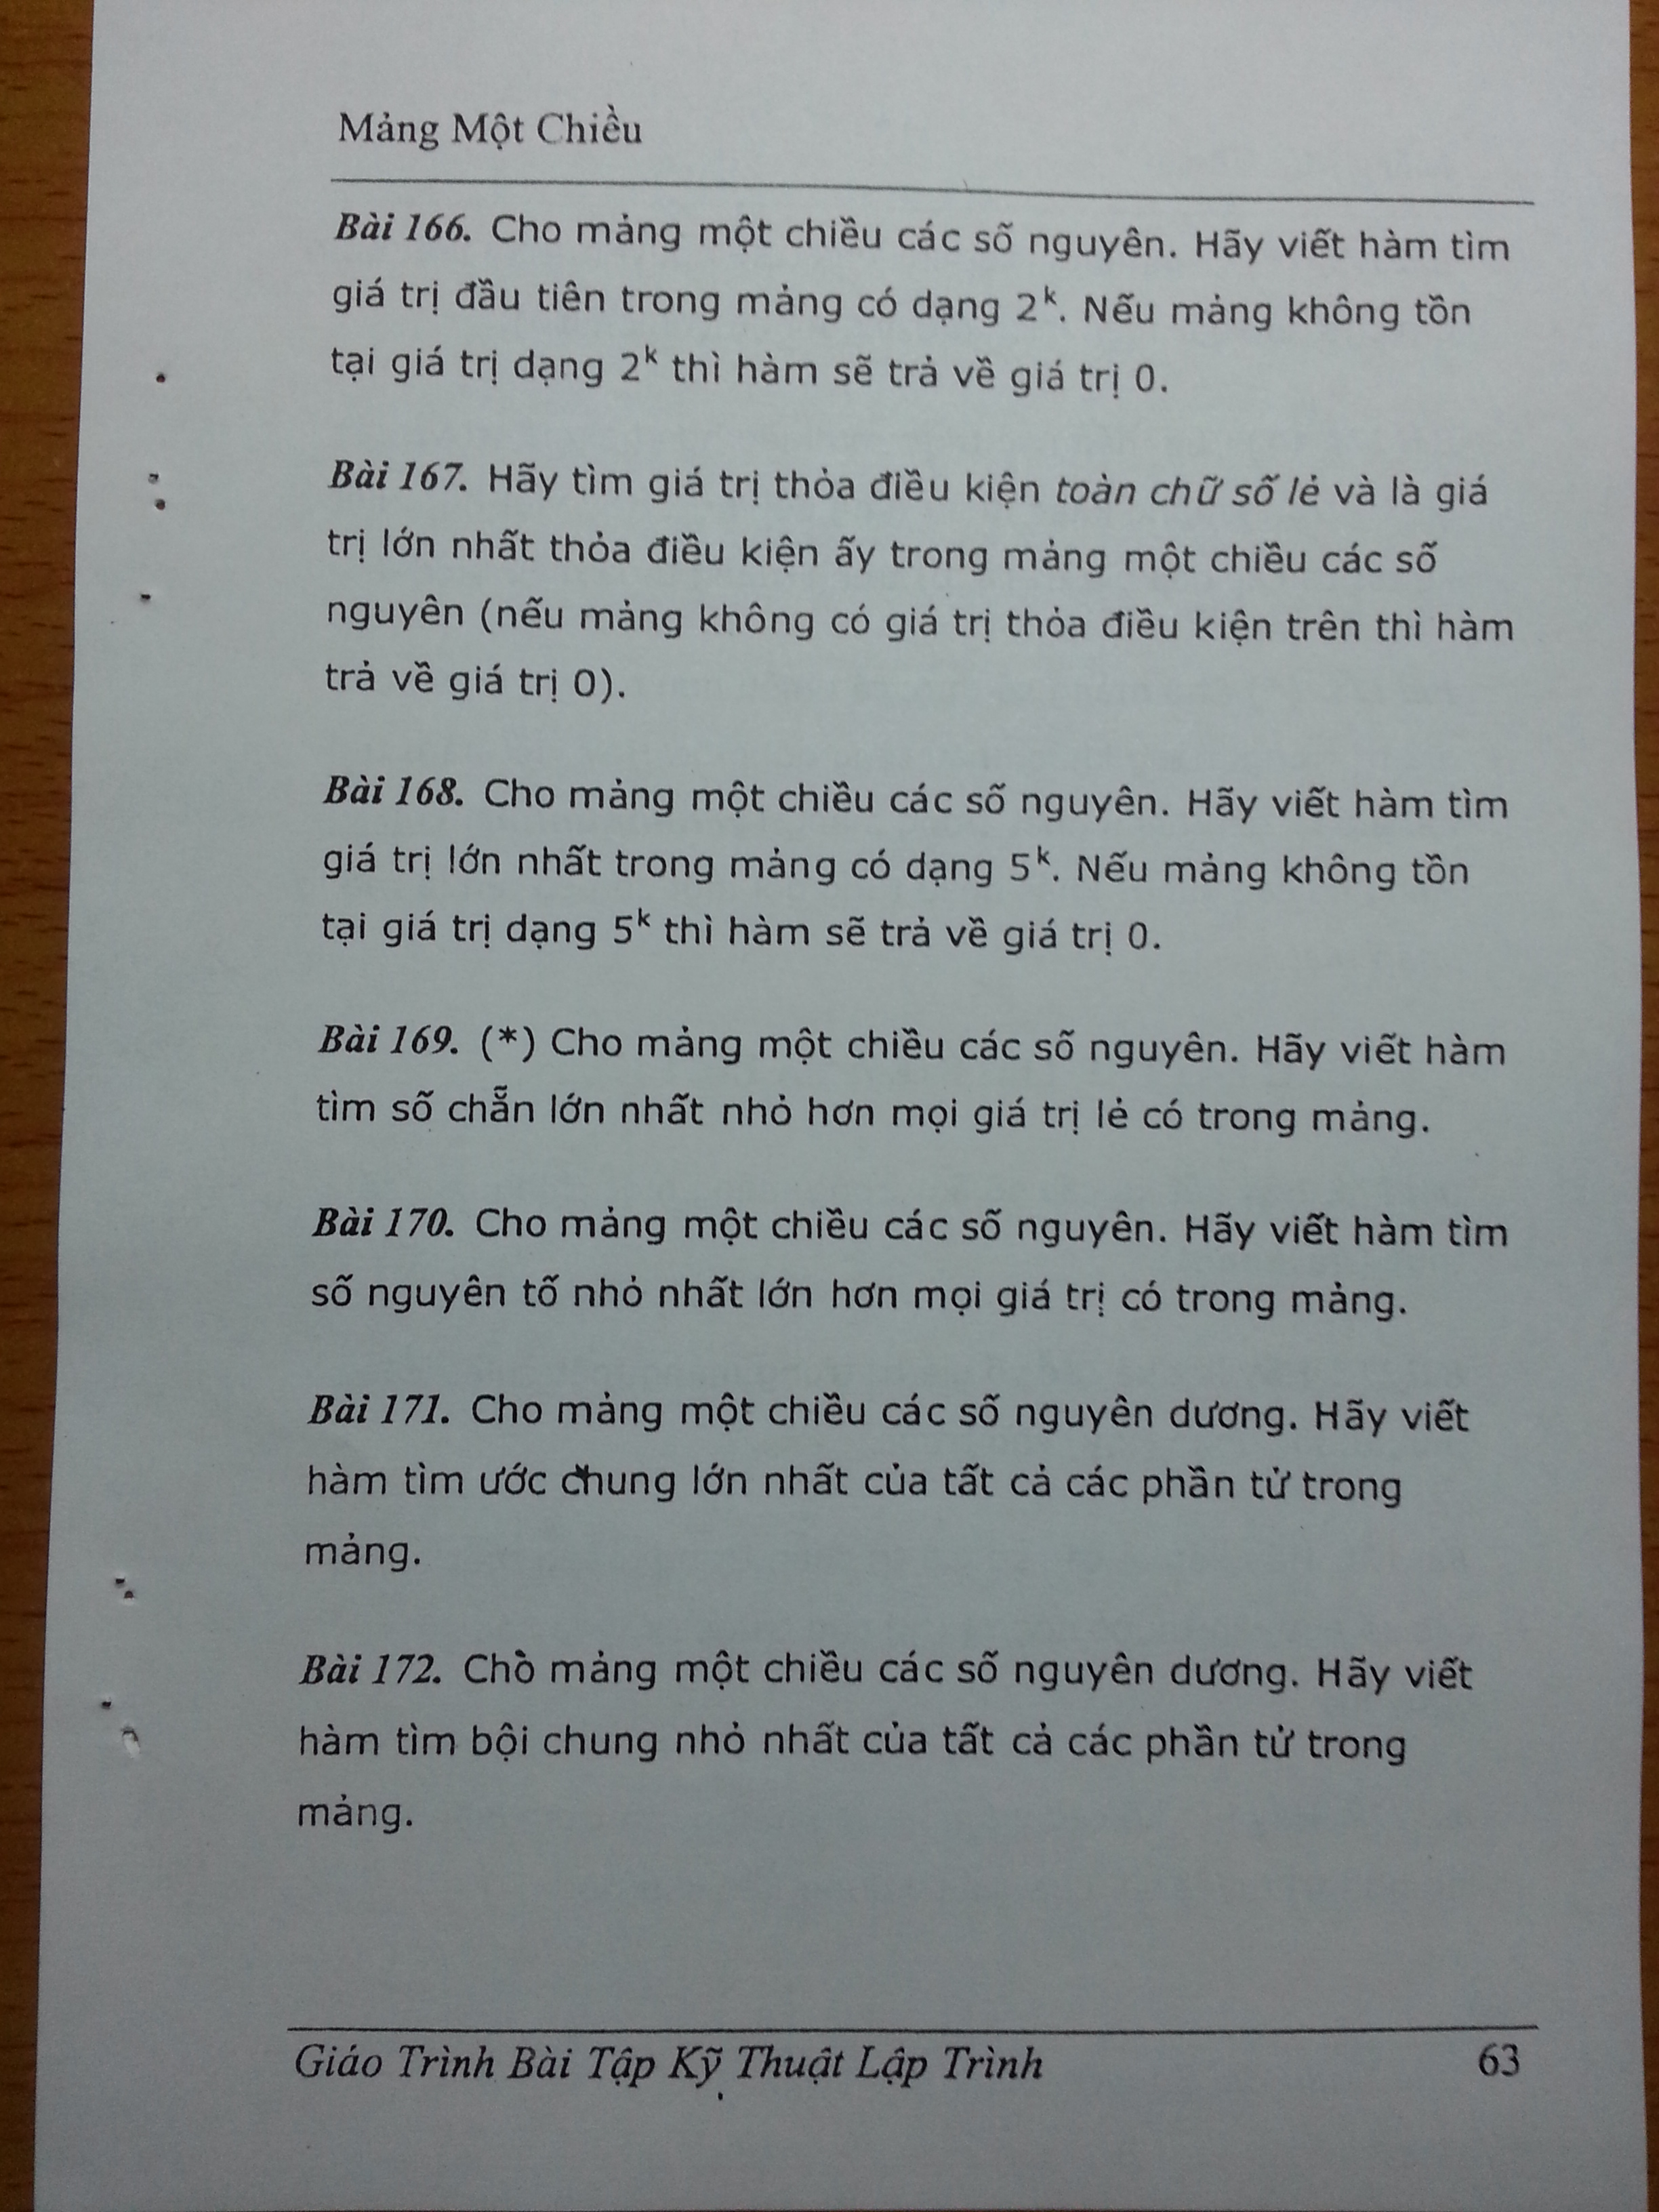 Mảng Một Chiều
Bài 166. Cho mảng một chiều các số nguyên. Hãy viết hàm tìm
giá trị đầu tiên trong mảng có dạng 2ᵏ. Nếu mảng không tồn
tại giá trị dạng 2ᵏ thì hàm sẽ trả về giá trị 0.
Bài 167. Hãy tìm giá trị thỏa điều kiện toàn chữ số lẻ và là giá
trị lớn nhất thỏa điều kiện ấy trong mảng một chiều các số
nguyên (nếu mảng không có giá trị thỏa điều kiện trên thì hàm
trả về giá trị 0).
Bài 168. Cho mảng một chiều các số nguyên. Hãy viết hàm tìm
giá trị lớn nhất trong mảng có dạng 5ᵏ. Nếu mảng không tồn
tại giá trị dạng 5ᵏ thì hàm sẽ trả về giá trị 0.
Bài 169. (*) Cho mảng một chiều các số nguyên. Hãy viết hàm
tìm số chẵn lớn nhất nhỏ hơn mọi giá trị lẻ có trong mảng.
Bài 170. Cho mảng một chiều các số nguyên. Hãy viết hàm tìm
số nguyên tố nhỏ nhất lớn hơn mọi giá trị có trong mảng.
Bài 171. Cho mảng một chiều các số nguyên dương. Hãy viết
hàm tìm ước chung lớn nhất của tất cả các phần tử trong
mảng.
Bài 172. Cho mảng một chiều các số nguyên dương. Hãy viết
hàm tìm bội chung nhỏ nhất của tất cả các phần tử trong
mảng.
Giáo Trình Bài Tập Kỹ Thuật Lập Trình 63